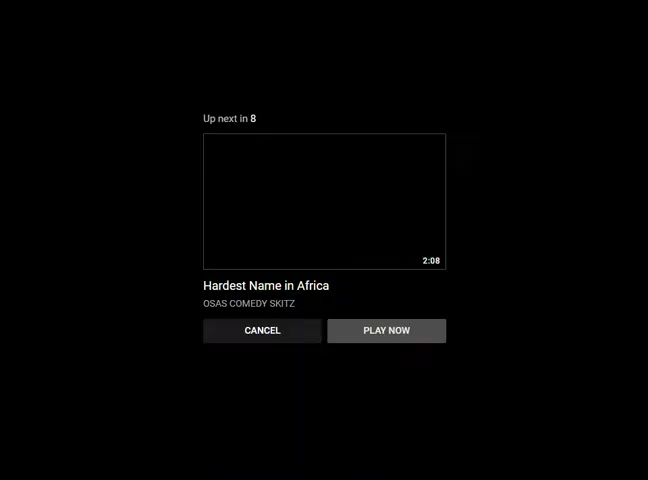 Up next in 8
2:08
Hardest Name in Africa
OSAS COMEDY SKITZ
CANCEL PLAY NOW